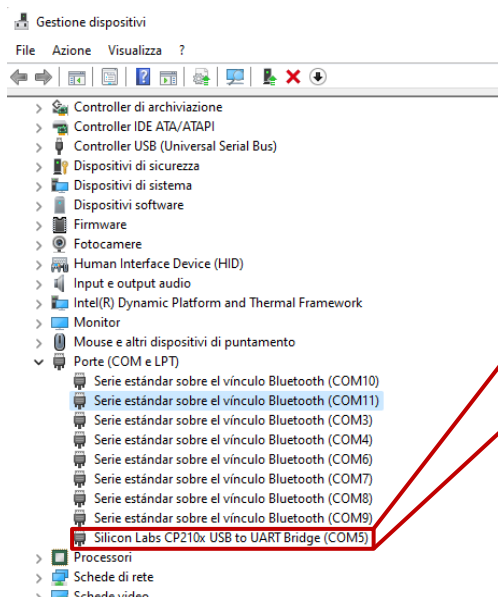 Gestione dispositivi
File Azione Visualizza ?
Controller di archiviazione
Controller IDE ATA/ATAPI
Controller USB (Universal Serial Bus)
Dispositivi di sicurezza
Dispositivi di sistema
Dispositivi software
Firmware
Fotocamere
Human Interface Device (HID)
Input e output audio
Intel(R) Dynamic Platform and Thermal Framework
Monitor
Mouse e altri dispositivi di puntamento
Porte (COM e LPT)
Serie estándar sobre el vínculo Bluetooth (COM10)
Serie estándar sobre el vínculo Bluetooth (COM11)
Serie estándar sobre el vínculo Bluetooth (COM3)
Serie estándar sobre el vínculo Bluetooth (COM4)
Serie estándar sobre el vínculo Bluetooth (COM6)
Serie estándar sobre el vínculo Bluetooth (COM7)
Serie estándar sobre el vínculo Bluetooth (COM8)
Serie estándar sobre el vínculo Bluetooth (COM9)
Silicon Labs CP210x USB to UART Bridge (COM5)
Processori
Schede di rete
Schede video